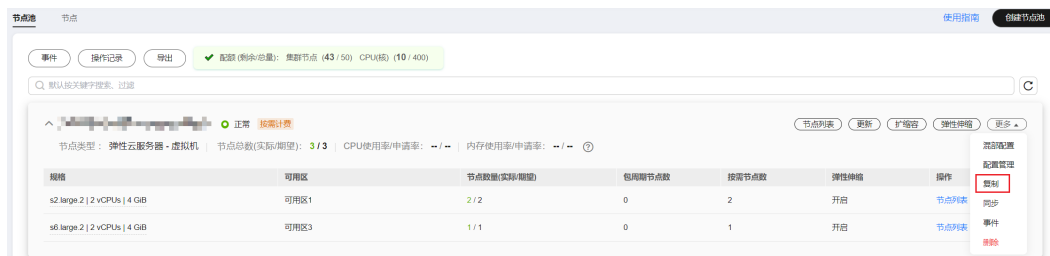 节点池 节点 使用指南 创建节点池
事件 操作记录 导出 配额 (剩余/总量): 集群节点 (43 / 50) CPU(核) (10 / 400)
默认按关键字搜索、过滤
正常 按需计费 节点列表 更新 扩缩容 弹性伸缩 更多
节点类型: 弹性云服务器 - 虚拟机 节点总数(实际/期望): 3 / 3 CPU使用率/申请率: -- / -- 内存使用率/申请率: -- / --
混部配置
配置管理
复制
同步
事件
删除
规格 可用区 节点数量(实际/期望) 包周期节点数 按需节点数 弹性伸缩 操作
s2.large.2 | 2 vCPUs | 4 GiB 可用区1 2 / 2 0 2 开启 节点列表
s6.large.2 | 2 vCPUs | 4 GiB 可用区3 1 / 1 0 1 开启 节点列表